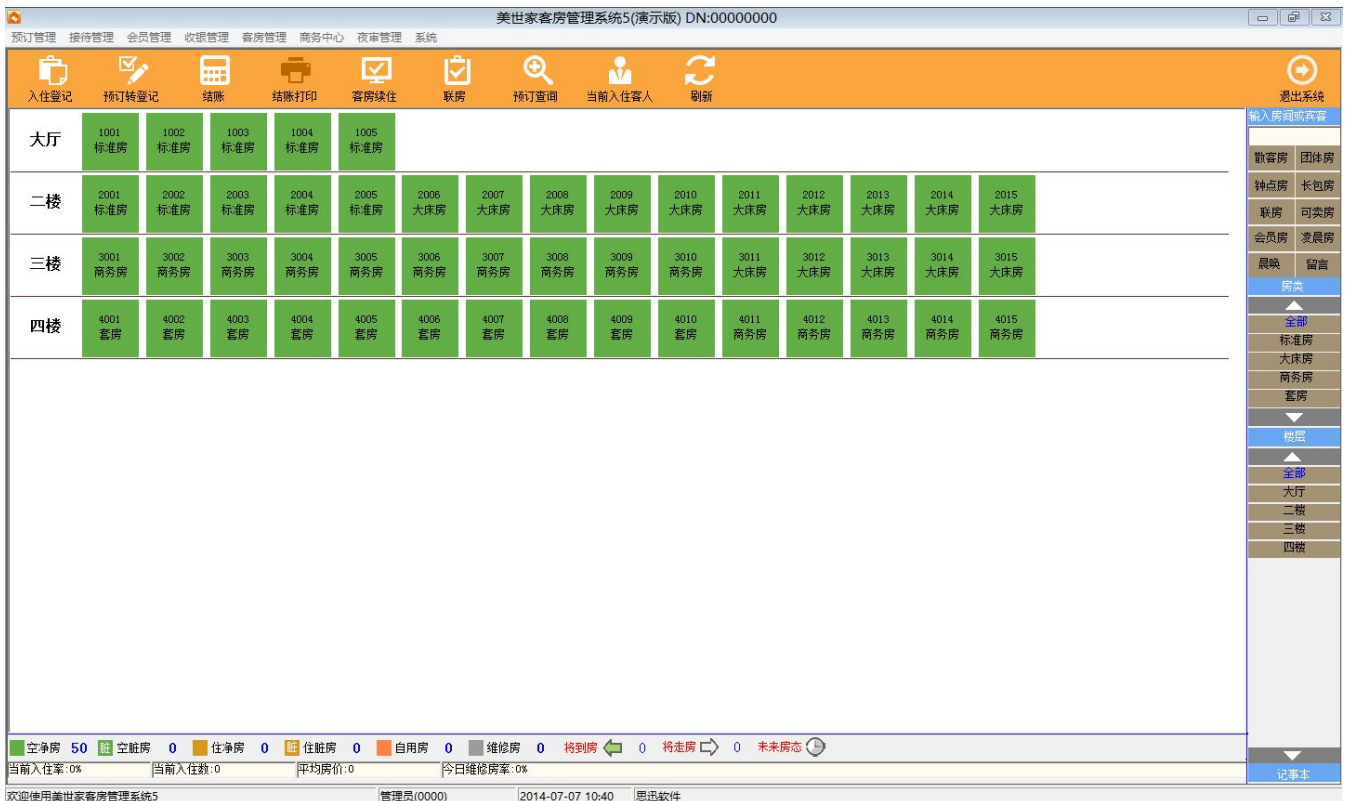 美世家客房管理系统5(演示版) DN:00000000
预订管理 接待管理 会员管理 收银管理 客房管理 商务中心 夜审管理 系统
入住登记 预订转登记 结账 结账打印 客房续住 联房 预订查询 当前入住客人 刷新 退出系统
输入房间或宾客
大厅
1001 1002 1003 1004 1005
标准房 标准房 标准房 标准房 标准房
散客房 团体房
钟点房 长包房
二楼
2001 2002 2003 2004 2005 2006 2007 2008 2009 2010 2011 2012 2013 2014 2015
标准房 标准房 标准房 标准房 标准房 大床房 大床房 大床房 大床房 大床房 大床房 大床房 大床房 大床房 大床房
联房 可卖房
会员房 凌晨房
三楼
3001 3002 3003 3004 3005 3006 3007 3008 3009 3010 3011 3012 3013 3014 3015
商务房 商务房 商务房 商务房 商务房 商务房 商务房 商务房 商务房 商务房 大床房 大床房 大床房 大床房 大床房
晨唤 留言
房类
四楼
4001 4002 4003 4004 4005 4006 4007 4008 4009 4010 4011 4012 4013 4014 4015
套房 套房 套房 套房 套房 套房 套房 套房 套房 套房 商务房 商务房 商务房 商务房 商务房
全部
标准房
大床房
商务房
套房
楼层
全部
大厅
二楼
三楼
四楼
空净房 50 脏 空脏房 0 住净房 0 脏 住脏房 0 自用房 0 维修房 0 将到房 0 将走房 0 未来房态
当前入住率:0% 当前入住数:0 平均房价:0 今日维修房率:0%
记事本
欢迎使用美世家客房管理系统5 管理员(0000) 2014-07-07 10:40 思迅软件